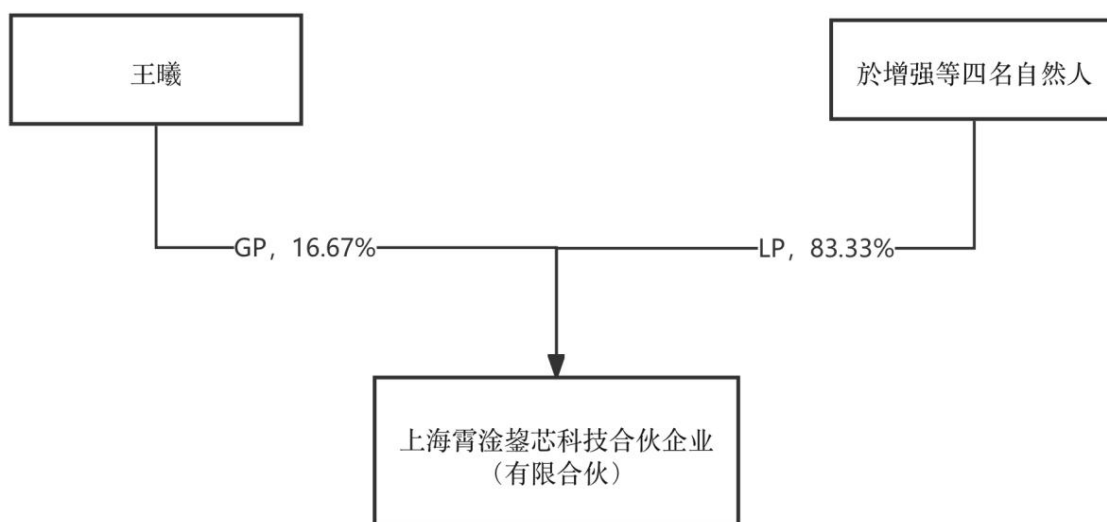 王曦
於增强等四名自然人
GP，16.67%
LP，83.33%
上海霄淦鋆芯科技合伙企业
（有限合伙）